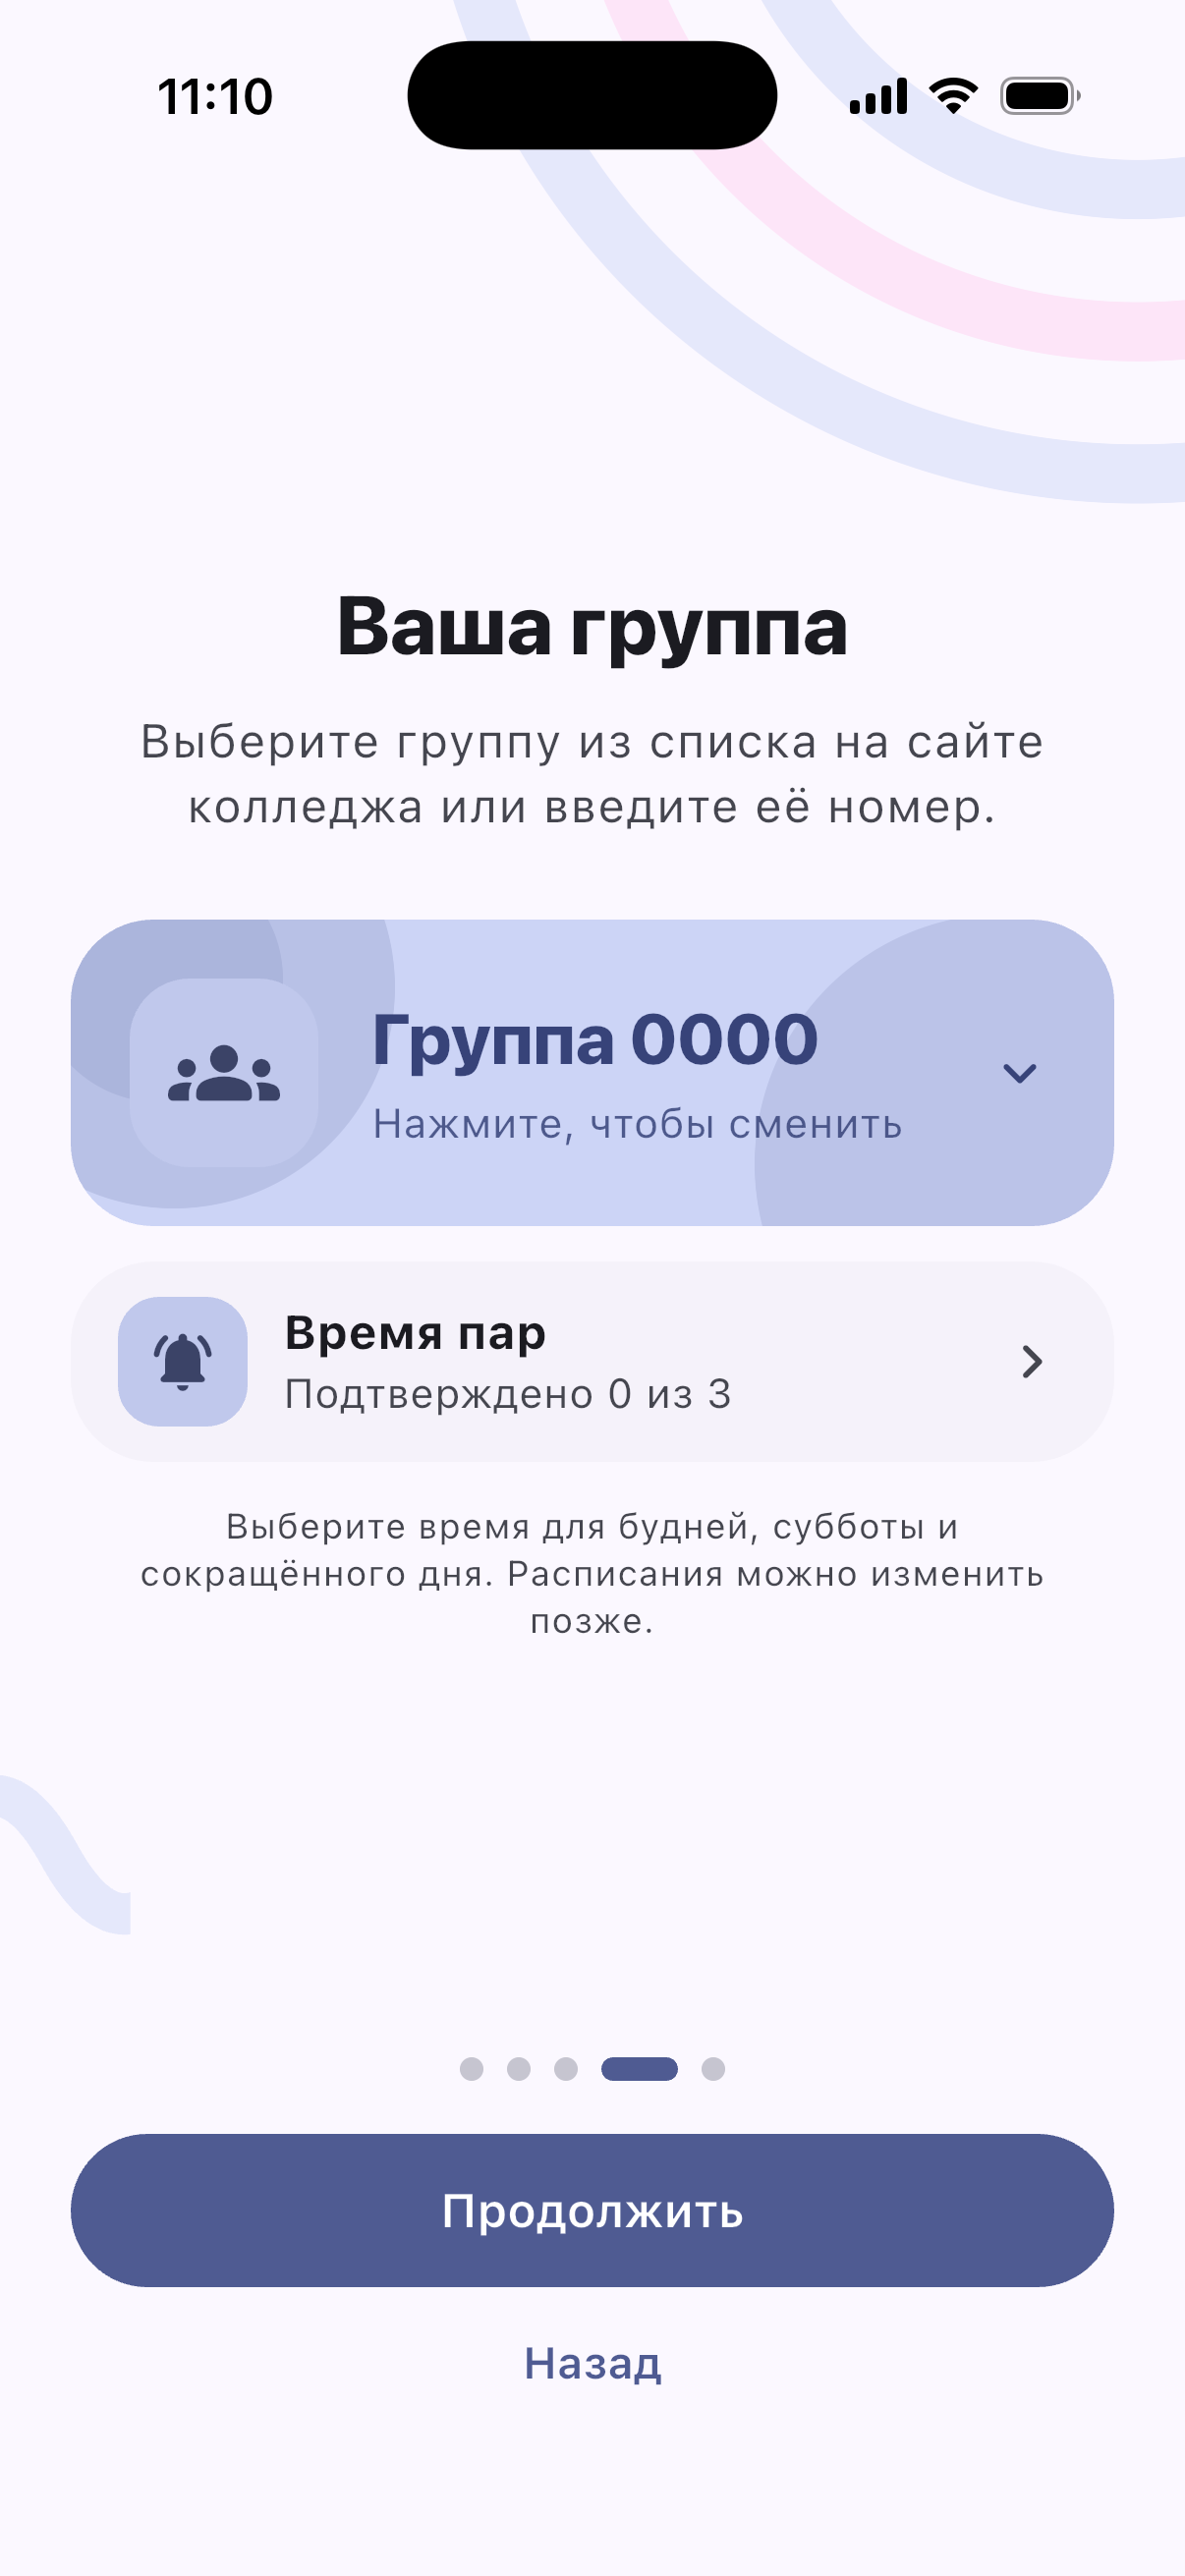 11:10
Ваша группа
Выберите группу из списка на сайте
колледжа или введите её номер.
Группа 0000
Нажмите, чтобы сменить
Время пар
Подтверждено 0 из 3
Выберите время для будней, субботы и
сокращённого дня. Расписания можно изменить
позже.
Продолжить
Назад